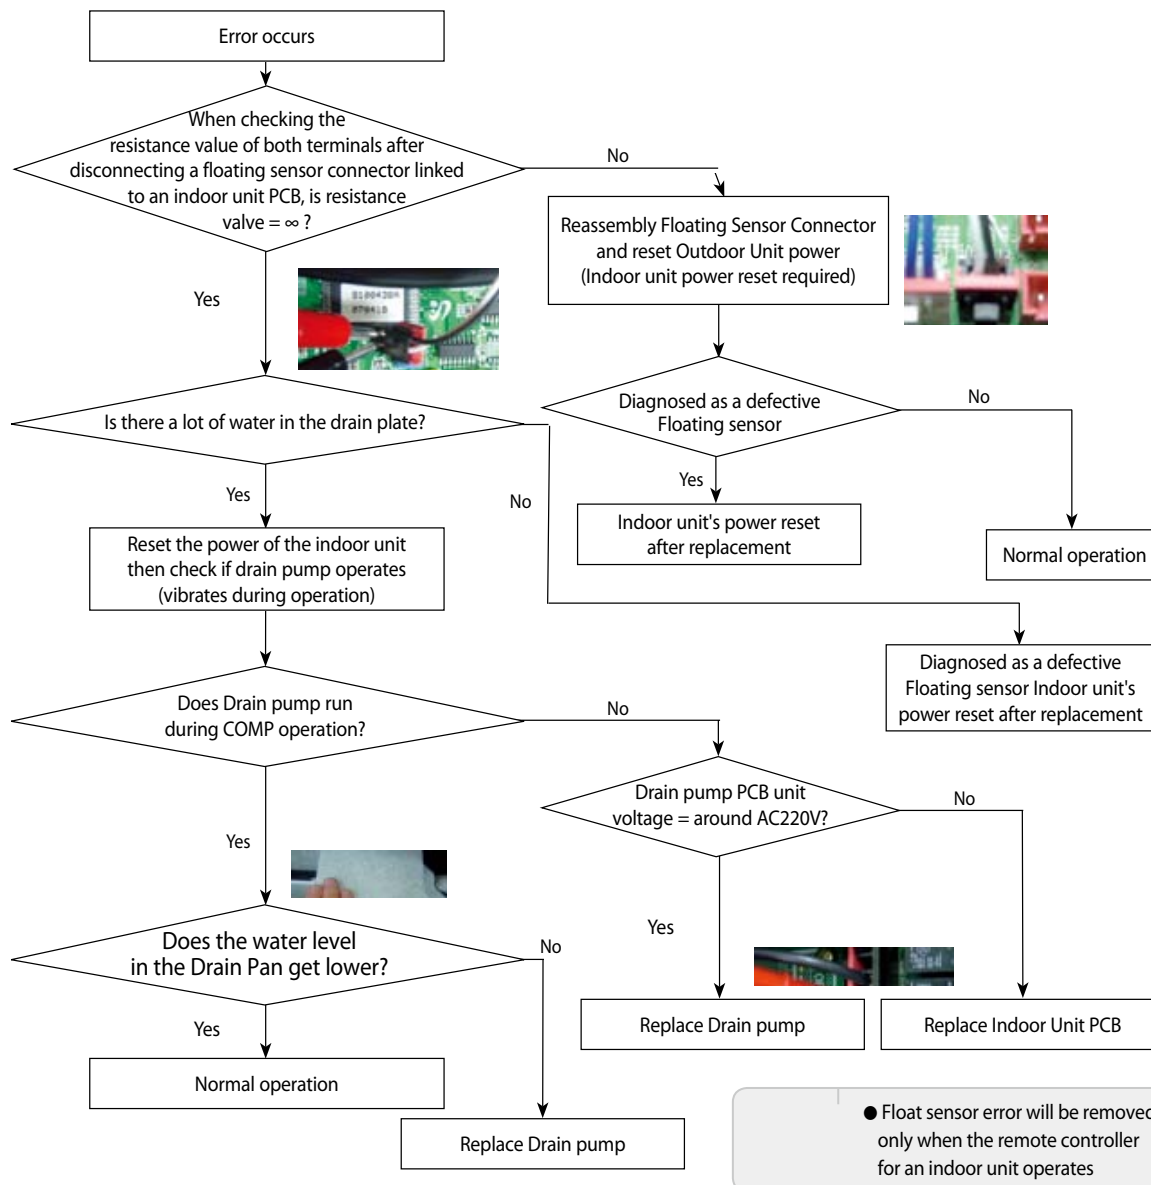 Error occurs
When checking the
resistance value of both terminals after
disconnecting a floating sensor connector linked
to an indoor unit PCB, is resistance
valve = ∞ ?
No
Reassembly Floating Sensor Connector
and reset Outdoor Unit power
(Indoor unit power reset required)
Yes
Is there a lot of water in the drain plate?
Diagnosed as a defective
Floating sensor
No
Yes
Yes
No
Indoor unit's power reset
after replacement
Normal operation
Reset the power of the indoor unit
then check if drain pump operates
(vibrates during operation)
Diagnosed as a defective
Floating sensor Indoor unit's
power reset after replacement
Does Drain pump run
during COMP operation?
No
Drain pump PCB unit
voltage = around AC220V?
No
Yes
Yes
Does the water level
in the Drain Pan get lower?
No
Replace Drain pump
Replace Indoor Unit PCB
Yes
Normal operation
Replace Drain pump
● Float sensor error will be removed
only when the remote controller
for an indoor unit operates